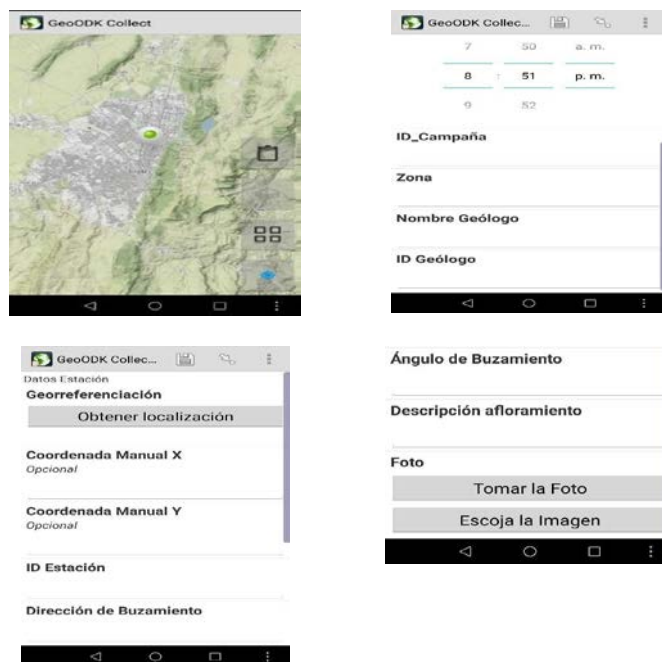 GeoODK Collect
GeoODK Collec...
7 50 a. m.
8 : 51 p. m.
9 52
ID_Campaña
Zona
Nombre Geólogo
ID Geólogo
GeoODK Collec...
Datos Estación
Georreferenciación
Obtener localización
Coordenada Manual X
Opcional
Coordenada Manual Y
Opcional
ID Estación
Dirección de Buzamiento
Ángulo de Buzamiento
Descripción afloramiento
Foto
Tomar la Foto
Escoja la Imagen